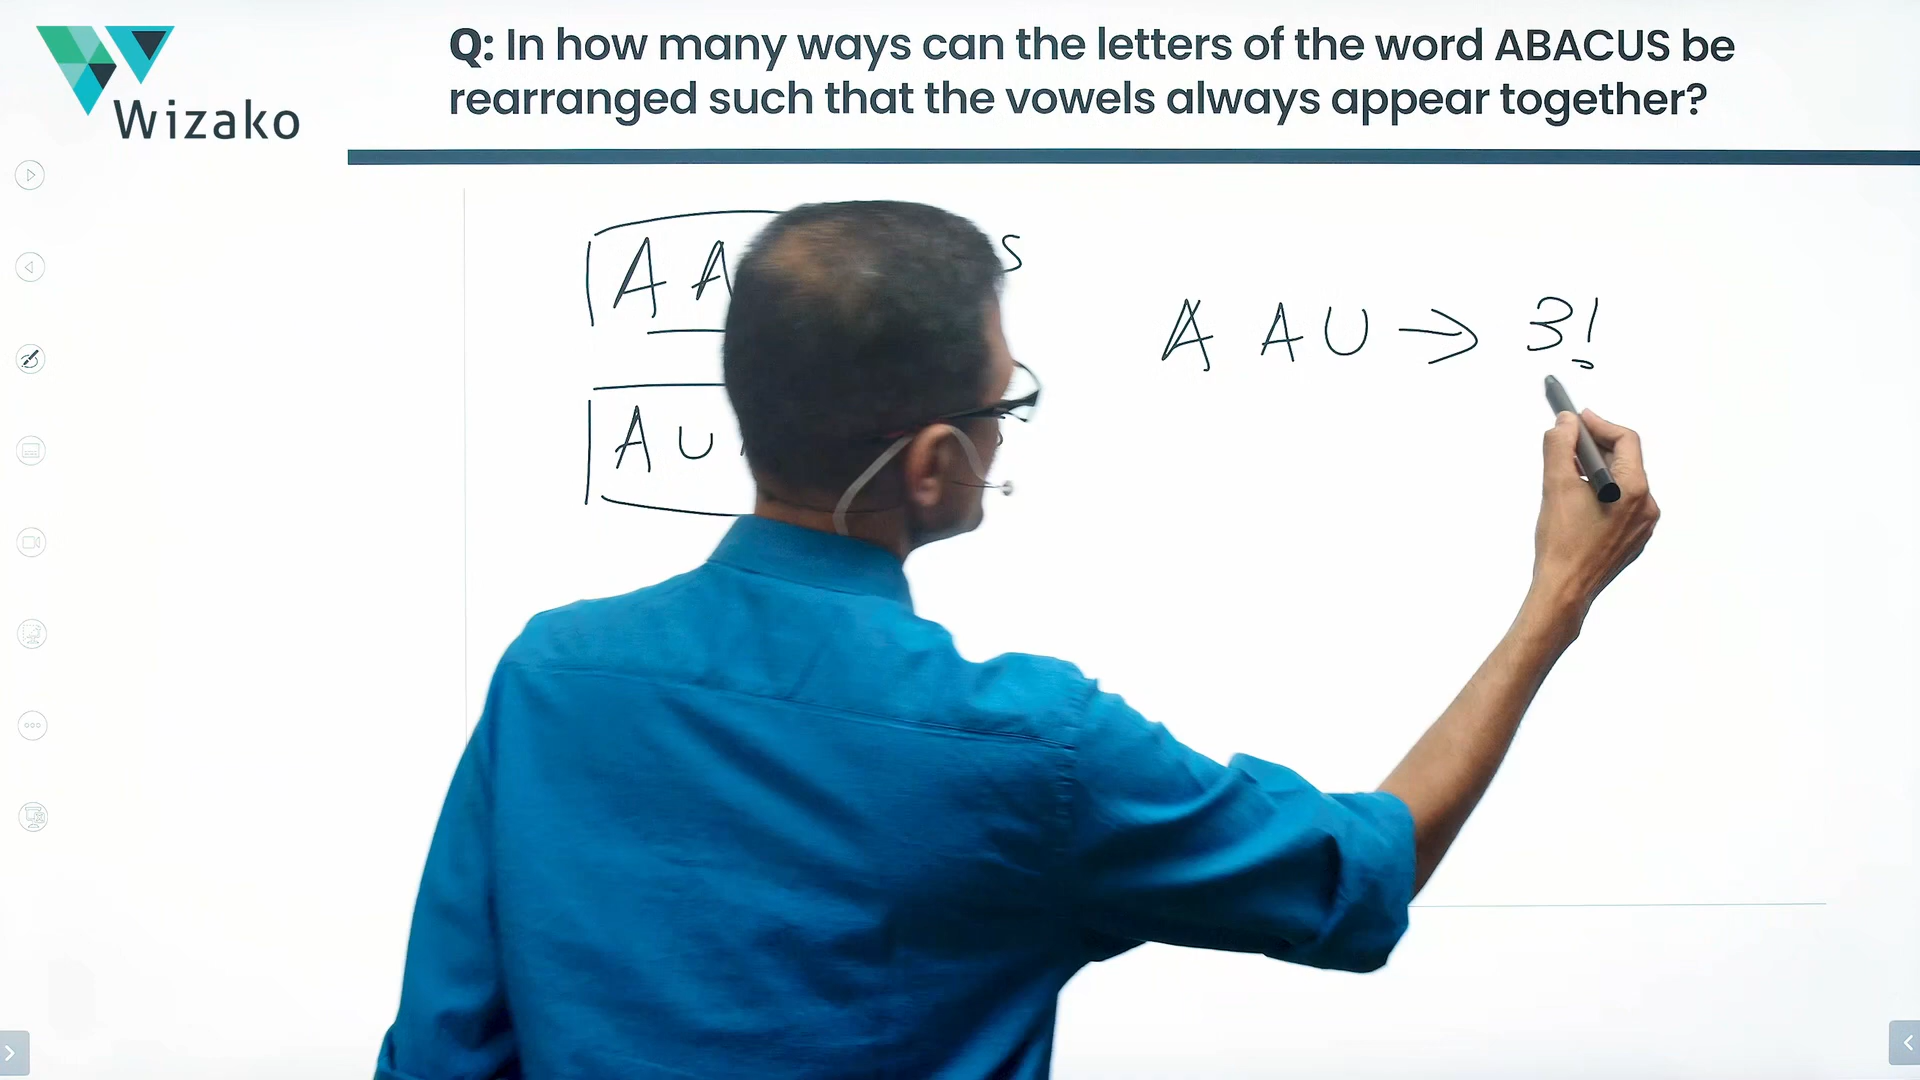 Wizako
Q: In how many ways can the letters of the word ABACUS be
rearranged such that the vowels always appear together?
A A S
A U
A A U → 3!